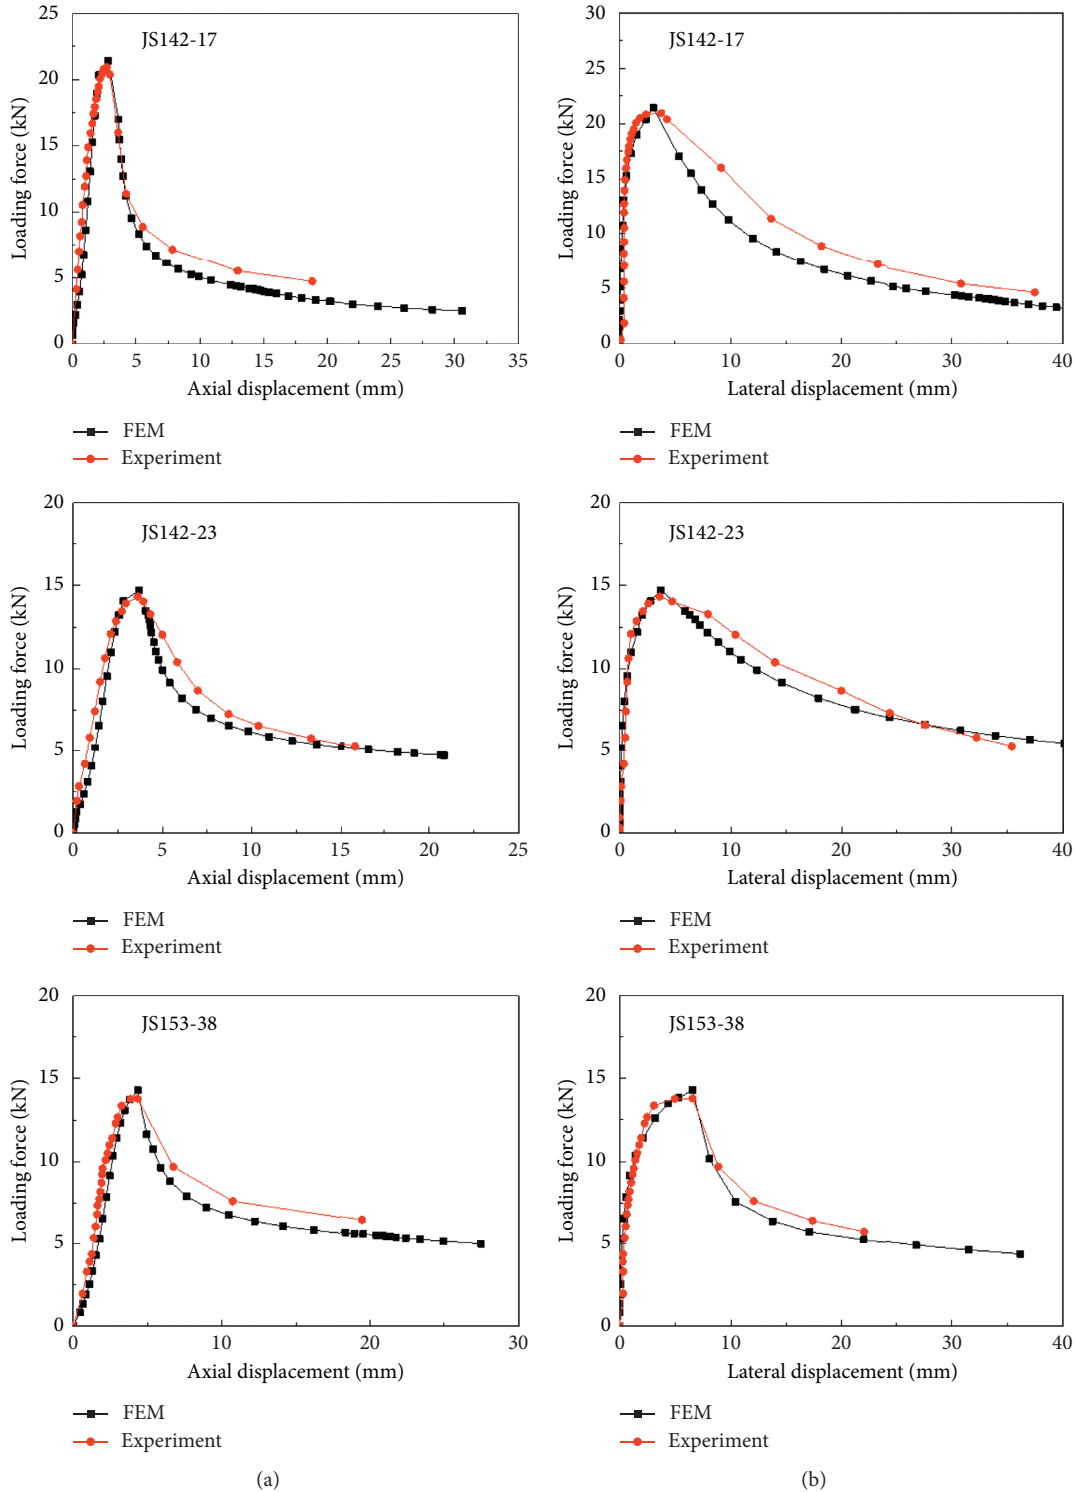 JS142-17
Loading force (kN)
25
20
15
10
5
0
0 5 10 15 20 25 30 35
Axial displacement (mm)
FEM
Experiment
JS142-17
Loading force (kN)
30
25
20
15
10
5
0
0 10 20 30 40
Lateral displacement (mm)
FEM
Experiment
JS142-23
Loading force (kN)
20
15
10
5
0
0 5 10 15 20 25
Axial displacement (mm)
FEM
Experiment
JS142-23
Loading force (kN)
20
15
10
5
0
0 10 20 30 40
Lateral displacement (mm)
FEM
Experiment
JS153-38
Loading force (kN)
20
15
10
5
0
0 5 10 20 30
Axial displacement (mm)
FEM
Experiment
(a)
JS153-38
Loading force (kN)
20
15
10
5
0
0 10 20 30 40
Lateral displacement (mm)
FEM
Experiment
(b)